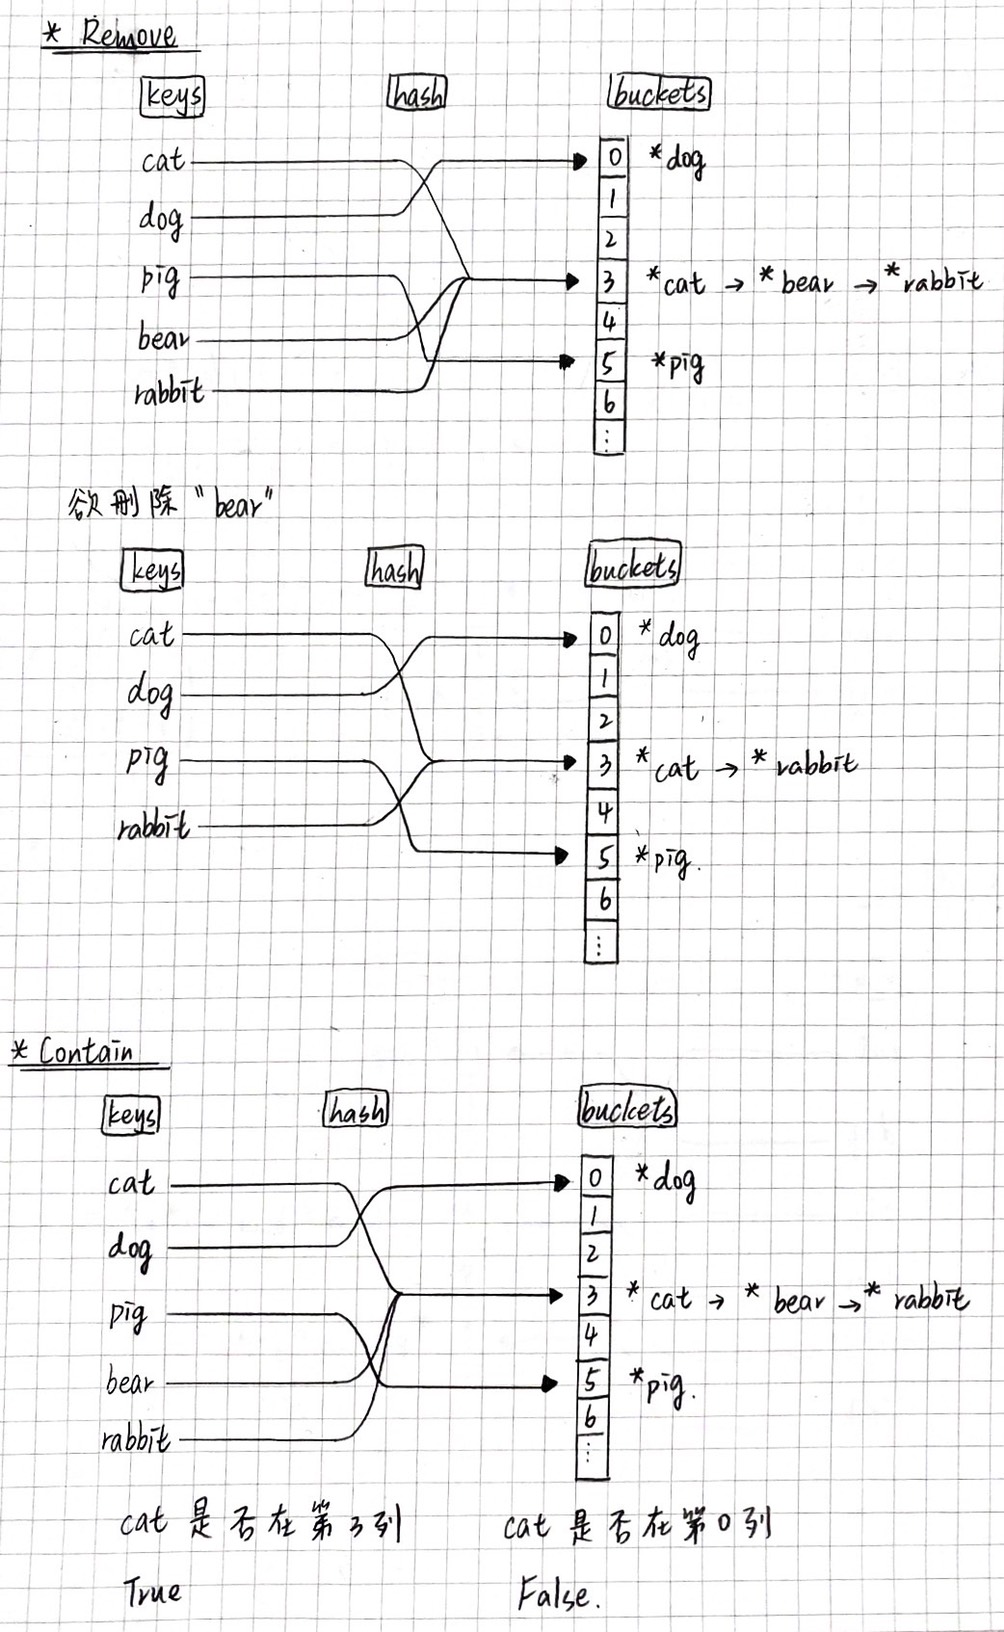 * Remove
keys hash buckets
cat 0 *dog
1
dog
2
pig 3 *cat → *bear → *rabbit
4
bear
5 *pig
rabbit 6
⋮
欲刪除 "bear"
keys hash buckets
cat 0 *dog
1
dog
2
pig 3 *cat → *rabbit
4
rabbit
5 *pig.
6
⋮
* Contain
keys hash buckets
cat 0 *dog
1
dog 2
3 *cat → *bear → *rabbit
pig
4
bear 5 *pig.
6
rabbit ⋮
cat 是否在第3列 cat 是否在第0列
True False.